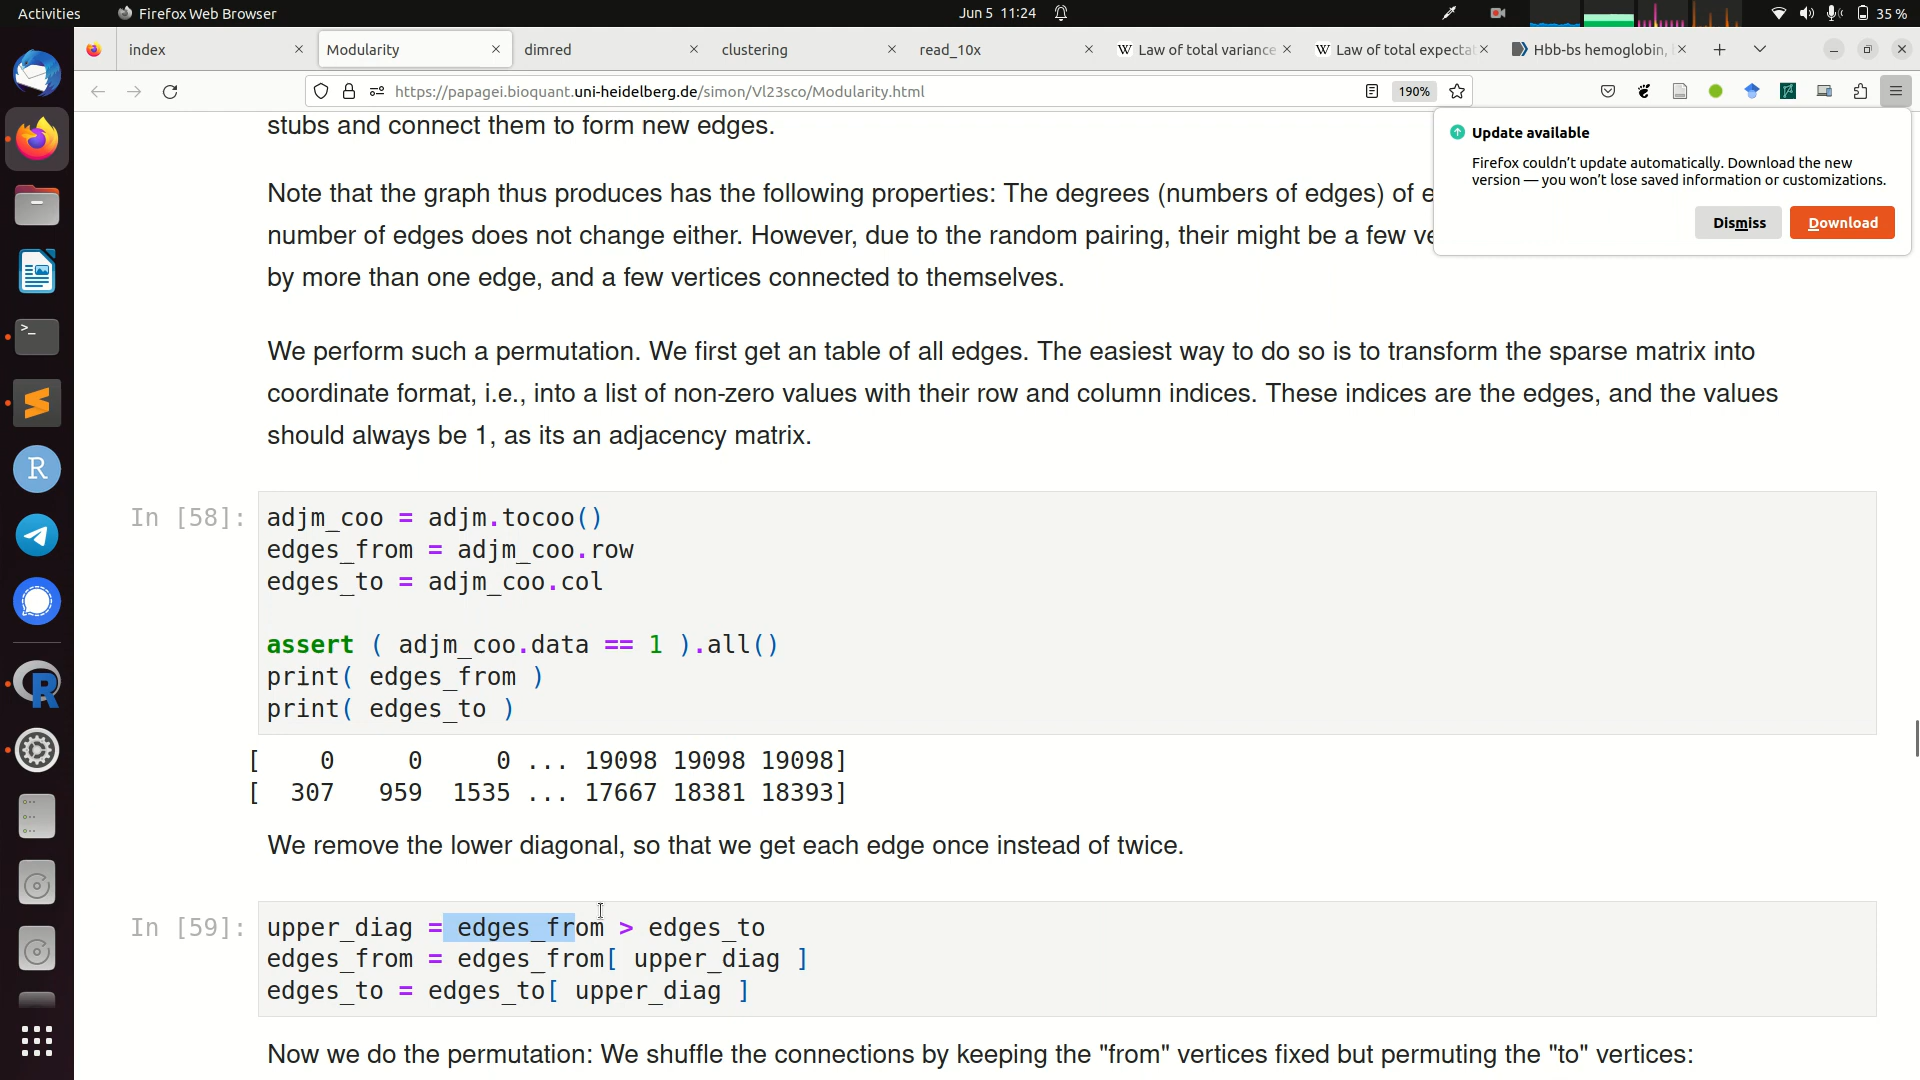 Activities
Firefox Web Browser
Jun 5 11:24
35 %
index
Modularity
dimred
clustering
read_10x
Law of total variance
Law of total expecta
Hbb-bs hemoglobin,
https://papagei.bioquant.uni-heidelberg.de/simon/Vl23sco/Modularity.html
190%
Update available
Firefox couldn't update automatically. Download the new
version — you won't lose saved information or customizations.
Dismiss
Download
stubs and connect them to form new edges.
Note that the graph thus produces has the following properties: The degrees (numbers of edges) of e
number of edges does not change either. However, due to the random pairing, their might be a few ve
by more than one edge, and a few vertices connected to themselves.
We perform such a permutation. We first get an table of all edges. The easiest way to do so is to transform the sparse matrix into
coordinate format, i.e., into a list of non-zero values with their row and column indices. These indices are the edges, and the values
should always be 1, as its an adjacency matrix.
In [58]:
adjm_coo = adjm.tocoo()
edges_from = adjm_coo.row
edges_to = adjm_coo.col
assert ( adjm_coo.data == 1 ).all()
print( edges_from )
print( edges_to )
[    0     0     0 ... 19098 19098 19098]
[  307   959  1535 ... 17667 18381 18393]
We remove the lower diagonal, so that we get each edge once instead of twice.
In [59]:
upper_diag = edges_from > edges_to
edges_from = edges_from[ upper_diag ]
edges_to = edges_to[ upper_diag ]
Now we do the permutation: We shuffle the connections by keeping the "from" vertices fixed but permuting the "to" vertices: